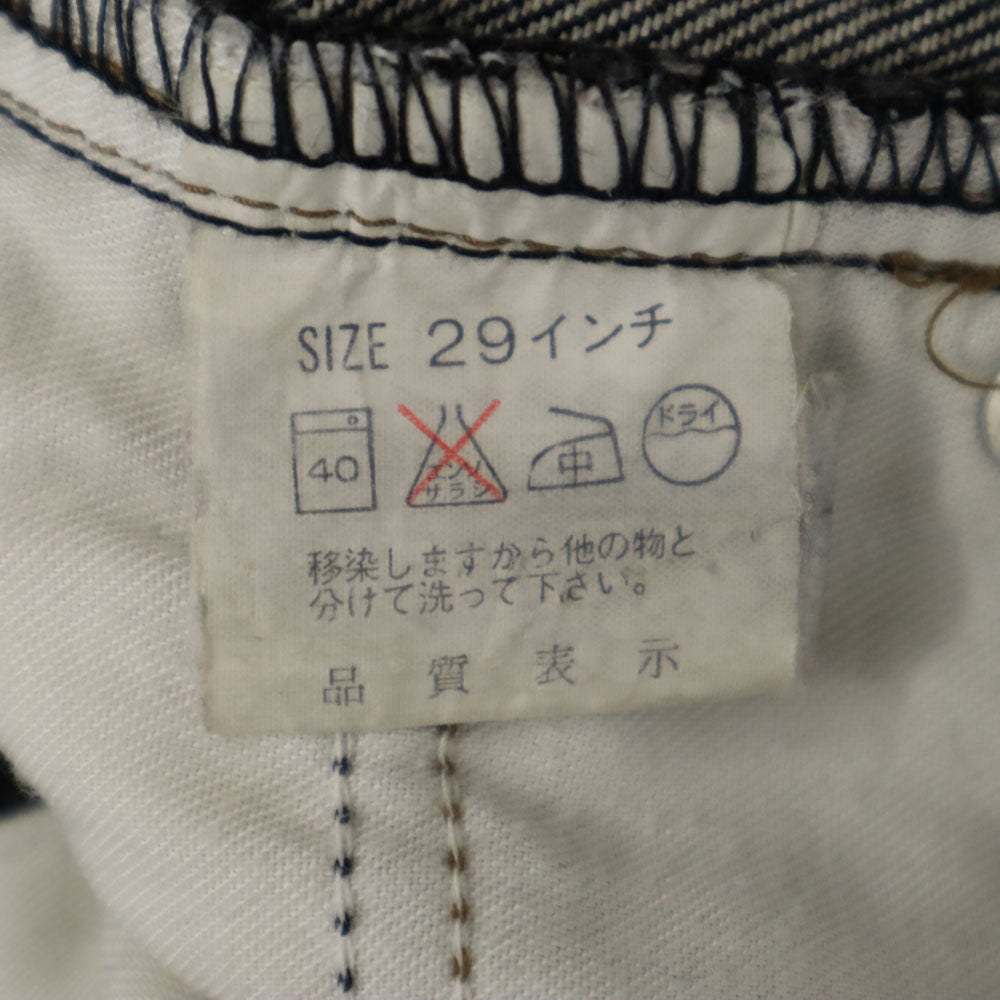 SIZE 29インチ
40 エンソ ドライ
サラシ 中
移染しますから他の物と
分けて洗って下さい。
品質表示